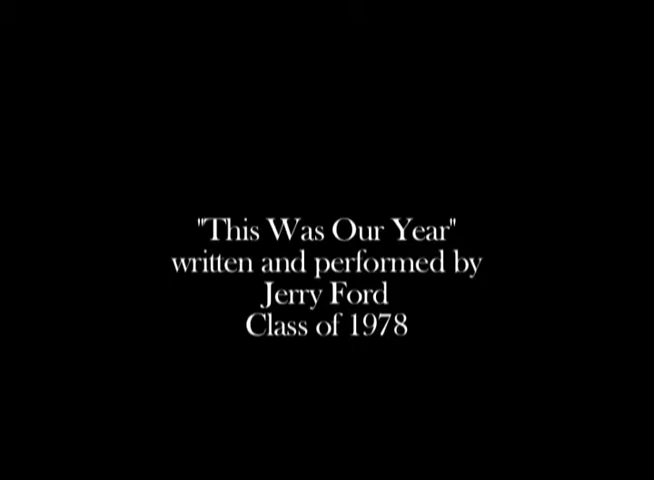 "This Was Our Year"
written and performed by
Jerry Ford
Class of 1978